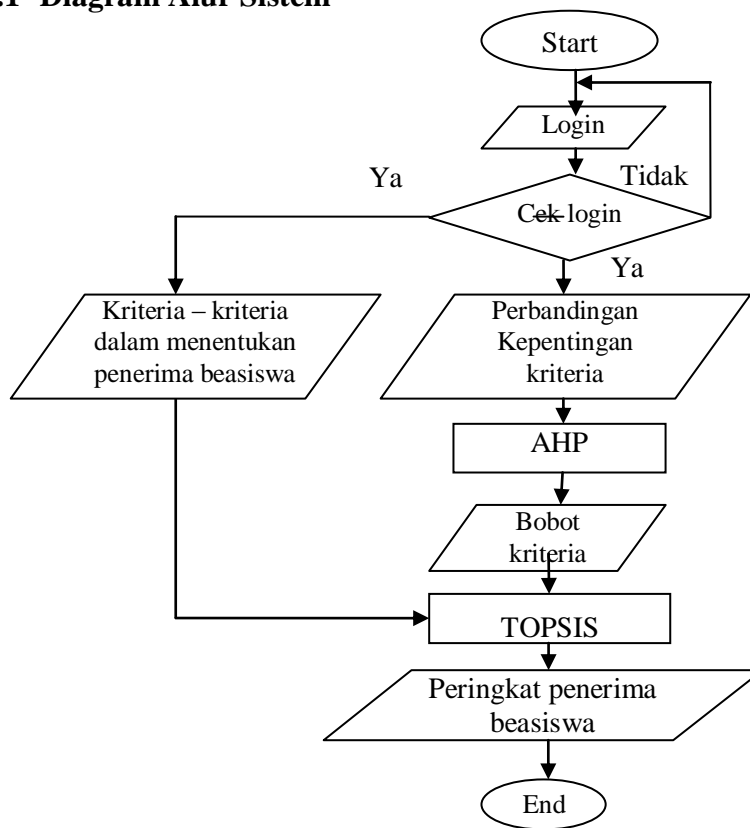 .1 Diagram Alur Sistem
Start
Login
Ya
Tidak
Cek login
Ya
Kriteria – kriteria
dalam menentukan
penerima beasiswa
Perbandingan
Kepentingan
kriteria
AHP
Bobot
kriteria
TOPSIS
Peringkat penerima
beasiswa
End